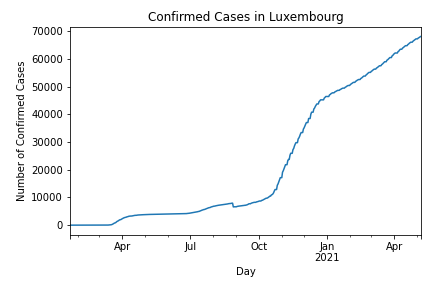 Confirmed Cases in Luxembourg
70000
60000
50000
40000
30000
20000
10000
0
Number of Confirmed Cases
Apr
Jul
Oct
Jan
2021
Apr
Day